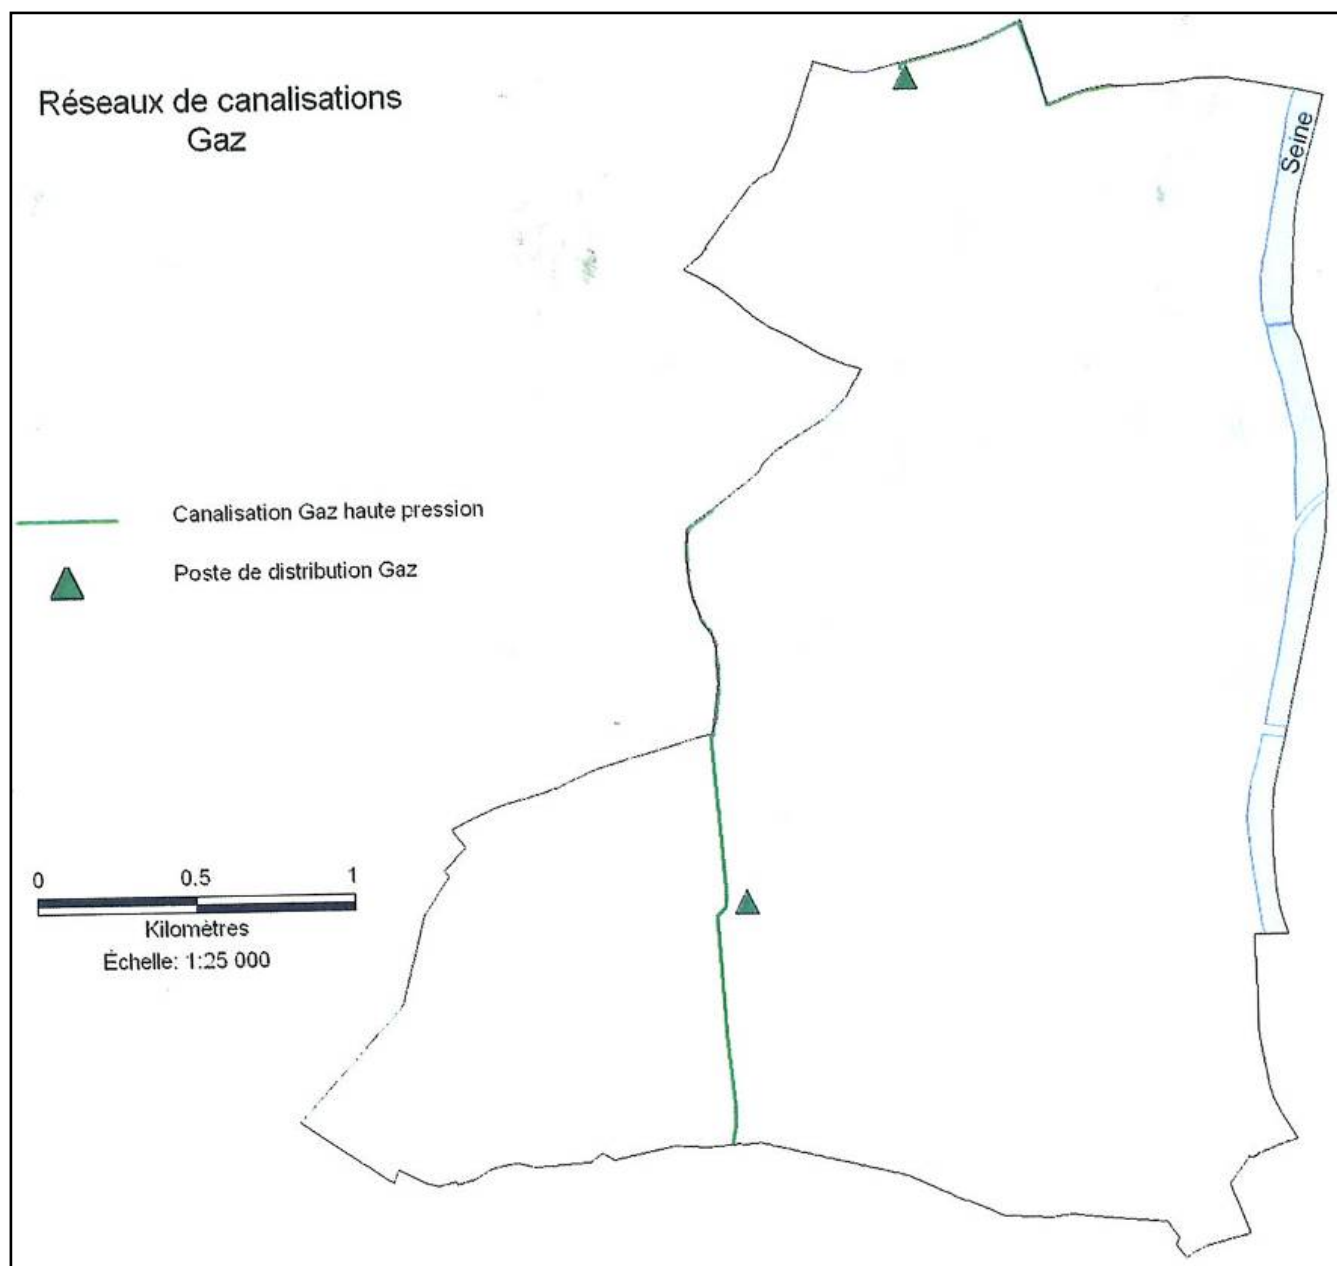 Réseaux de canalisations
Gaz
Seine
Canalisation Gaz haute pression
Poste de distribution Gaz
0 0.5 1
Kilomètres
Échelle: 1:25 000